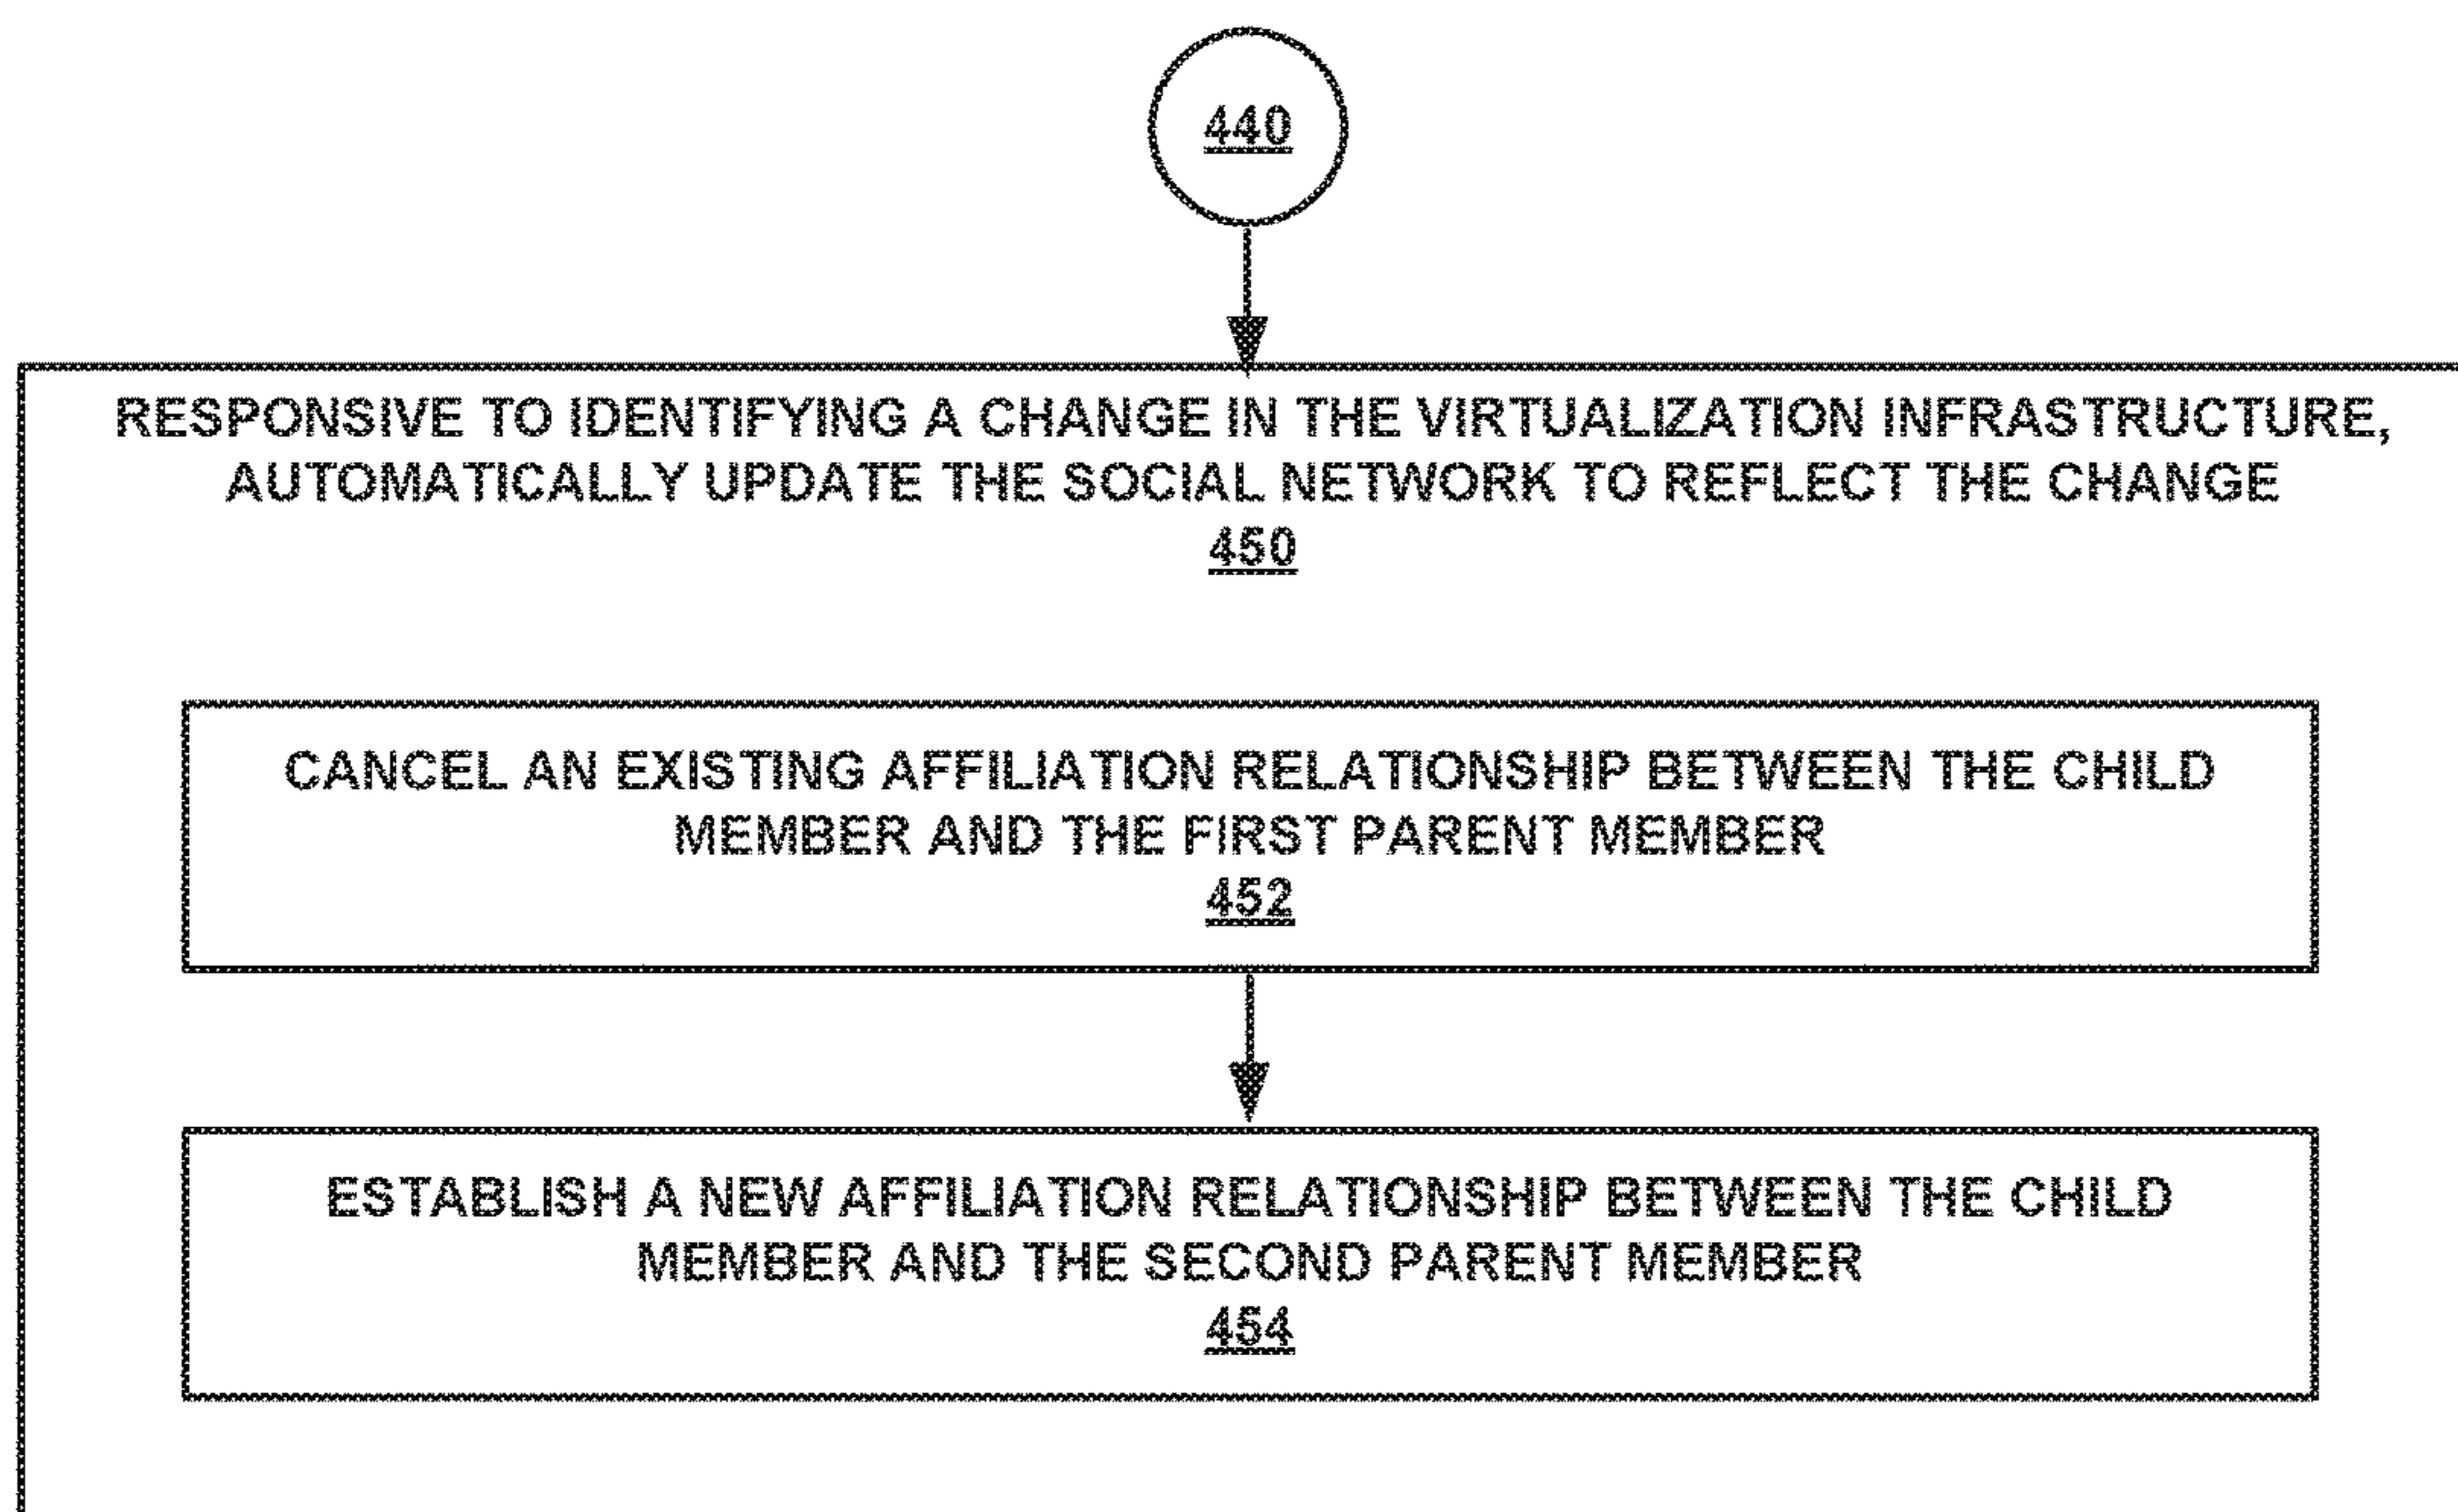 440
RESPONSIVE TO IDENTIFYING A CHANGE IN THE VIRTUALIZATION INFRASTRUCTURE,
AUTOMATICALLY UPDATE THE SOCIAL NETWORK TO REFLECT THE CHANGE
450
CANCEL AN EXISTING AFFILIATION RELATIONSHIP BETWEEN THE CHILD
MEMBER AND THE FIRST PARENT MEMBER
452
ESTABLISH A NEW AFFILIATION RELATIONSHIP BETWEEN THE CHILD
MEMBER AND THE SECOND PARENT MEMBER
454